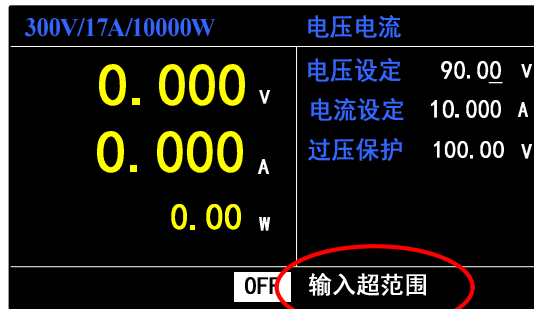 300V/17A/10000W
电压电流
0.000 V
0.000 A
0.00 W
电压设定 90.00 V
电流设定 10.000 A
过压保护 100.00 V
OFF
输入超范围